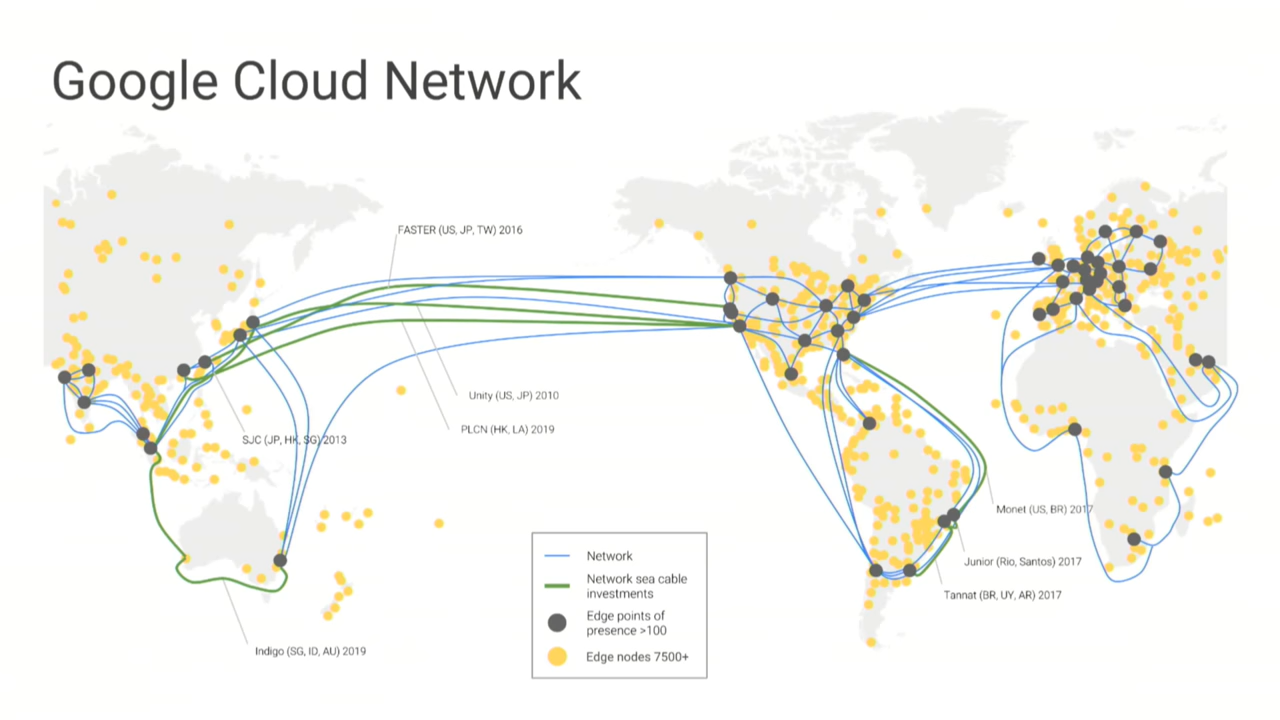 Google Cloud Network
FASTER (US, JP, TW) 2016
Unity (US, JP) 2010
PLCN (HK, LA) 2019
SJC (JP, HK, SG) 2013
Monet (US, BR) 2017
Junior (Rio, Santos) 2017
Tannat (BR, UY, AR) 2017
Indigo (SG, ID, AU) 2019
Network
Network sea cable
investments
Edge points of
presence >100
Edge nodes 7500+